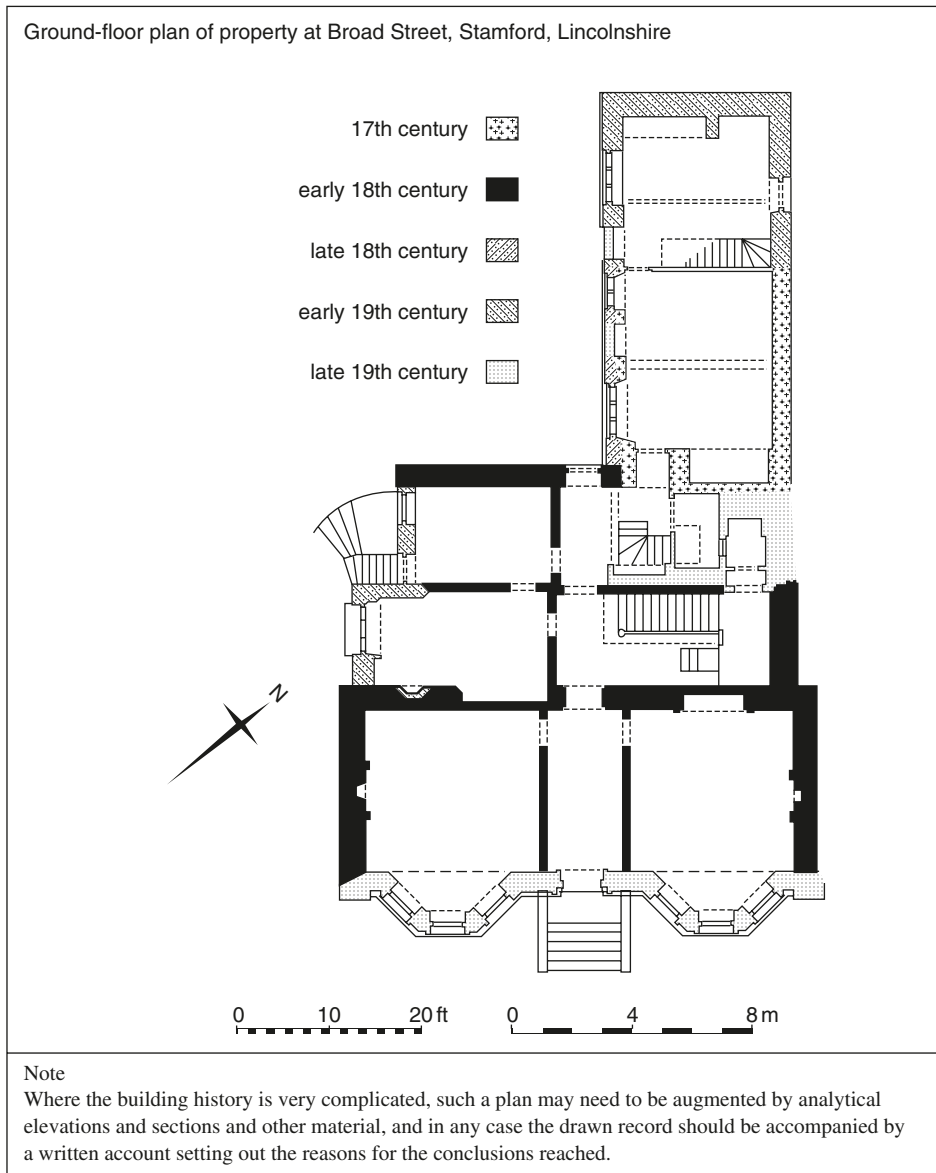 Ground-floor plan of property at Broad Street, Stamford, Lincolnshire
17th century
early 18th century
late 18th century
early 19th century
late 19th century
N
0 10 20 ft 0 4 8 m
Note
Where the building history is very complicated, such a plan may need to be augmented by analytical
elevations and sections and other material, and in any case the drawn record should be accompanied by
a written account setting out the reasons for the conclusions reached.